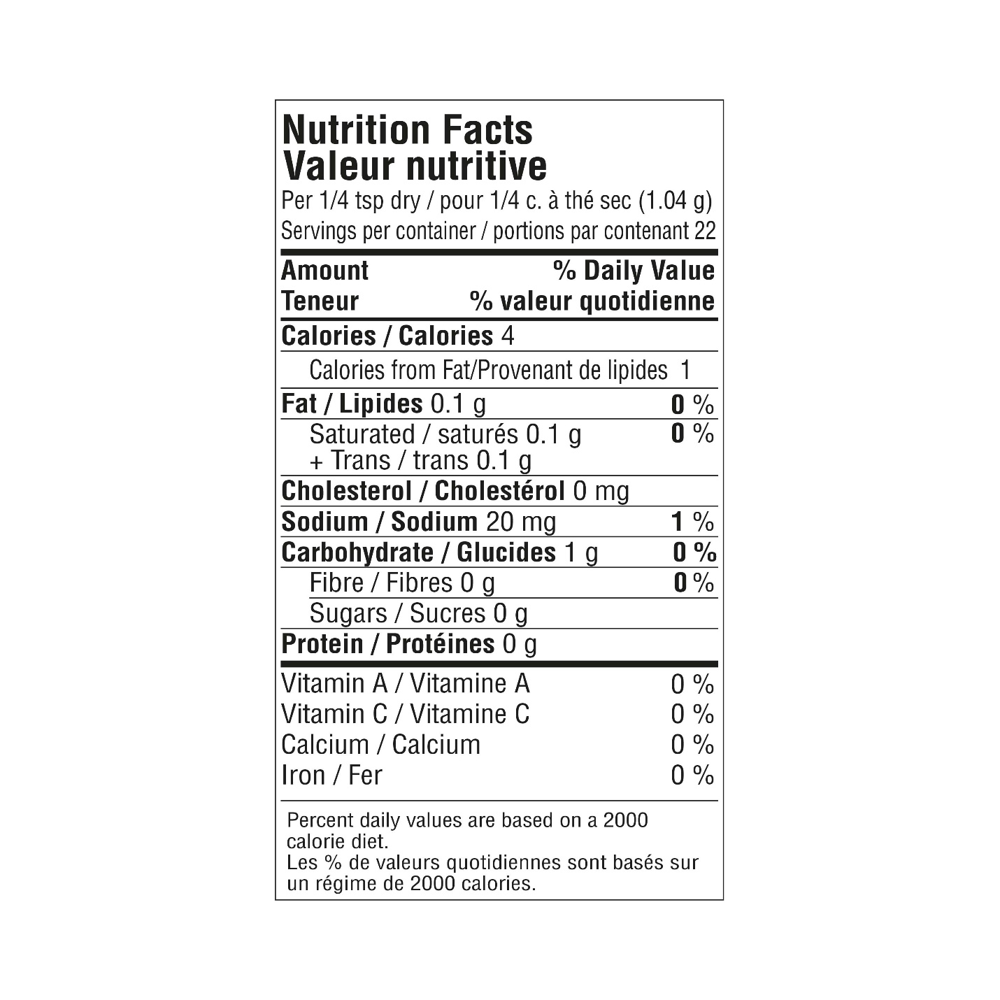 Nutrition Facts
Valeur nutritive
Per 1/4 tsp dry / pour 1/4 c. à thé sec (1.04 g)
Servings per container / portions par contenant 22
Amount % Daily Value
Teneur % valeur quotidienne
Calories / Calories 4
Calories from Fat/Provenant de lipides 1
Fat / Lipides 0.1 g 0 %
Saturated / saturés 0.1 g 0 %
+ Trans / trans 0.1 g
Cholesterol / Cholestérol 0 mg
Sodium / Sodium 20 mg 1 %
Carbohydrate / Glucides 1 g 0 %
Fibre / Fibres 0 g 0 %
Sugars / Sucres 0 g
Protein / Protéines 0 g
Vitamin A / Vitamine A 0 %
Vitamin C / Vitamine C 0 %
Calcium / Calcium 0 %
Iron / Fer 0 %
Percent daily values are based on a 2000
calorie diet.
Les % de valeurs quotidiennes sont basés sur
un régime de 2000 calories.